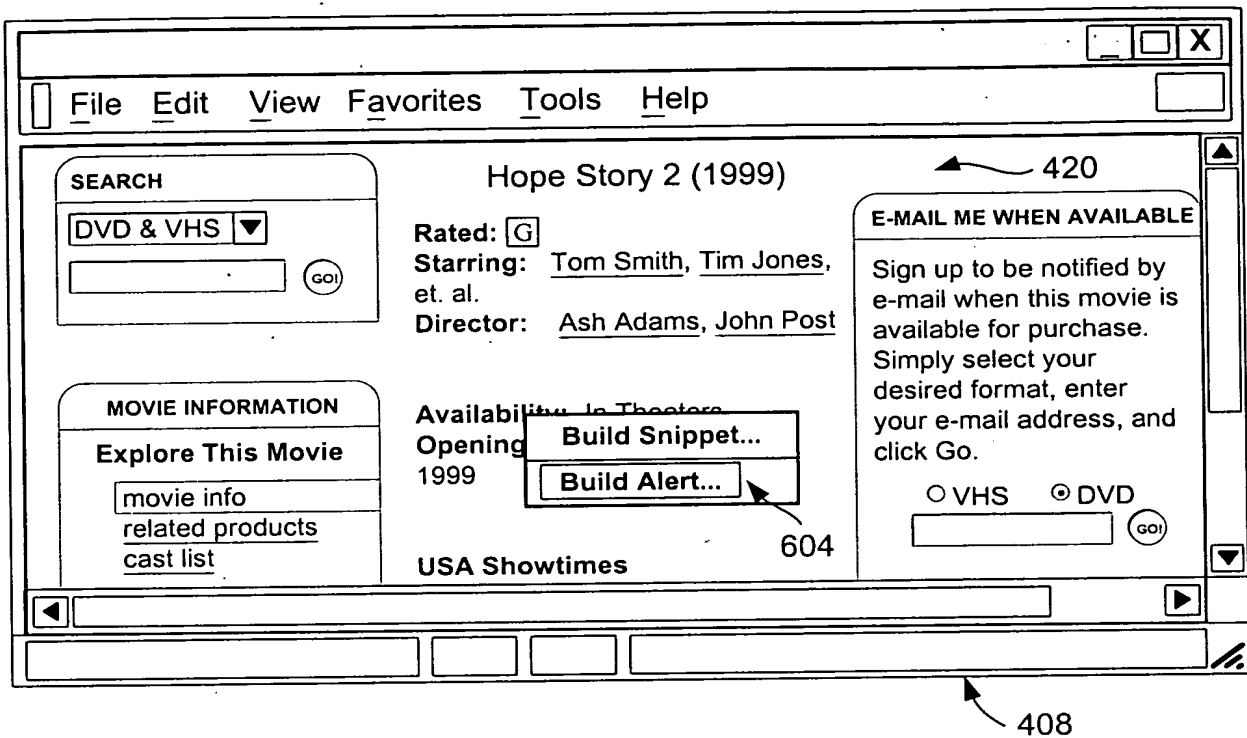 X
File Edit View Favorites Tools Help
420
SEARCH
DVD & VHS
GO!
Hope Story 2 (1999)
Rated: G
Starring: Tom Smith, Tim Jones,
et. al.
Director: Ash Adams, John Post
E-MAIL ME WHEN AVAILABLE
Sign up to be notified by
e-mail when this movie is
available for purchase.
Simply select your
desired format, enter
your e-mail address, and
click Go.
VHS DVD
GO!
MOVIE INFORMATION
Explore This Movie
movie info
related products
cast list
Availability: In Theaters
Opening
1999
Build Snippet...
Build Alert...
604
USA Showtimes
408